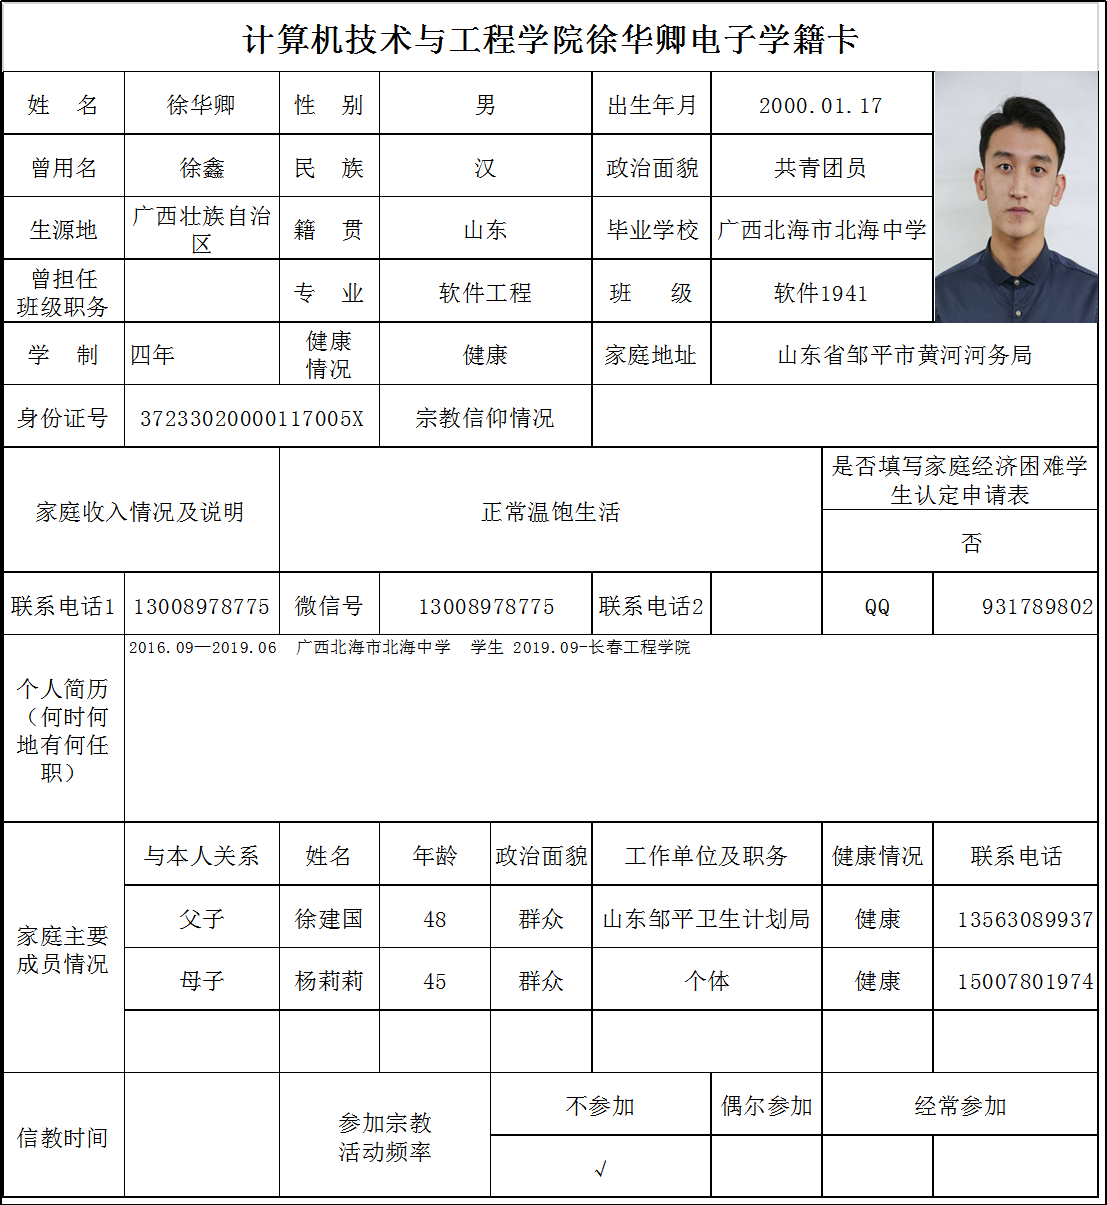 计算机技术与工程学院徐华卿电子学籍卡
姓 名 徐华卿 性 别 男 出生年月 2000.01.17
曾用名 徐鑫 民 族 汉 政治面貌 共青团员
生源地 广西壮族自治
区 籍 贯 山东 毕业学校 广西北海市北海中学
曾担任
班级职务 专 业 软件工程 班 级 软件1941
学 制 四年 健康
情况 健康 家庭地址 山东省邹平市黄河河务局
身份证号 37233020000117005X 宗教信仰情况
家庭收入情况及说明 正常温饱生活 是否填写家庭经济困难学
生认定申请表
否
联系电话1 13008978775 微信号 13008978775 联系电话2 QQ 931789802
个人简历
（何时何
地有何任
职）
2016.09—2019.06 广西北海市北海中学 学生 2019.09-长春工程学院
家庭主要
成员情况
与本人关系 姓名 年龄 政治面貌 工作单位及职务 健康情况 联系电话
父子 徐建国 48 群众 山东邹平卫生计划局 健康 13563089937
母子 杨莉莉 45 群众 个体 健康 15007801974
信教时间 参加宗教
活动频率
不参加 偶尔参加 经常参加
√